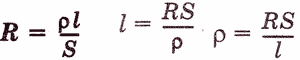 R = ρl/S l = RS/ρ ρ = RS/l